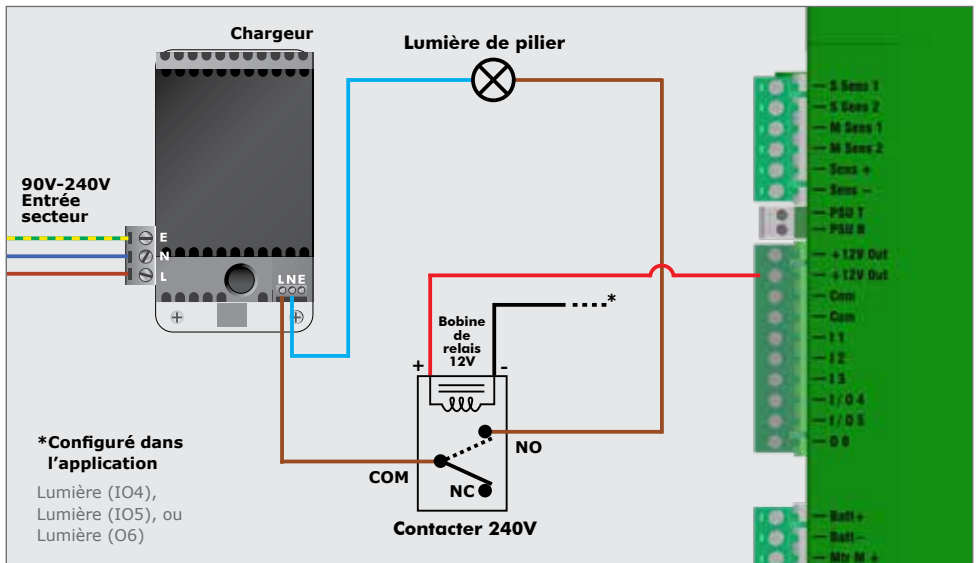 Chargeur
Lumière de pilier
90V-240V
Entrée
secteur
E
N
L
L N E
Bobine
de
relais
12V
+
-
*
NO
COM
NC
Contacter 240V
*Configuré dans
l'application
Lumière (IO4),
Lumière (IO5), ou
Lumière (O6)
S Sens 1
S Sens 2
M Sens 1
M Sens 2
Sens +
Sens -
PSU T
PSU R
+12V Out
+12V Out
Com
Com
I 1
I 2
I 3
I / O 4
I / O 5
Batt+
Batt-
Mtr M +